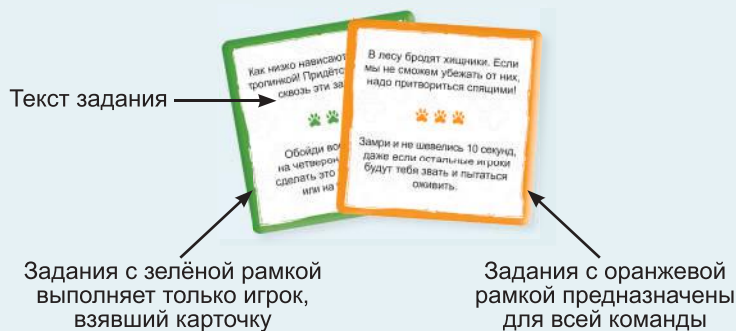 Как низко нависают
тропинкой! Придётс
сквозь эти за
Обойди во
на четверен
сделать это
или на
В лесу бродят хищники. Если
мы не сможем убежать от них,
надо притвориться спящими!
Замри и не шевелись 10 секунд,
даже если остальные игроки
будут тебя звать и пытаться
оживить.
Текст задания
Задания с зелёной рамкой
выполняет только игрок,
взявший карточку
Задания с оранжевой
рамкой предназначены
для всей команды